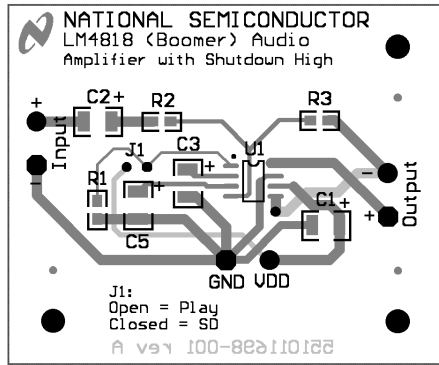 NATIONAL SEMICONDUCTOR
LM4818 (Boomer) Audio
Amplifier with Shutdown High
C2+
R2
R3
+
Input
-
J1
C3
+
U1
R1
+
C5
C1
+
-
+
Output
GND VDD
J1:
Open = Play
Closed = SD
551011698-001 rev A